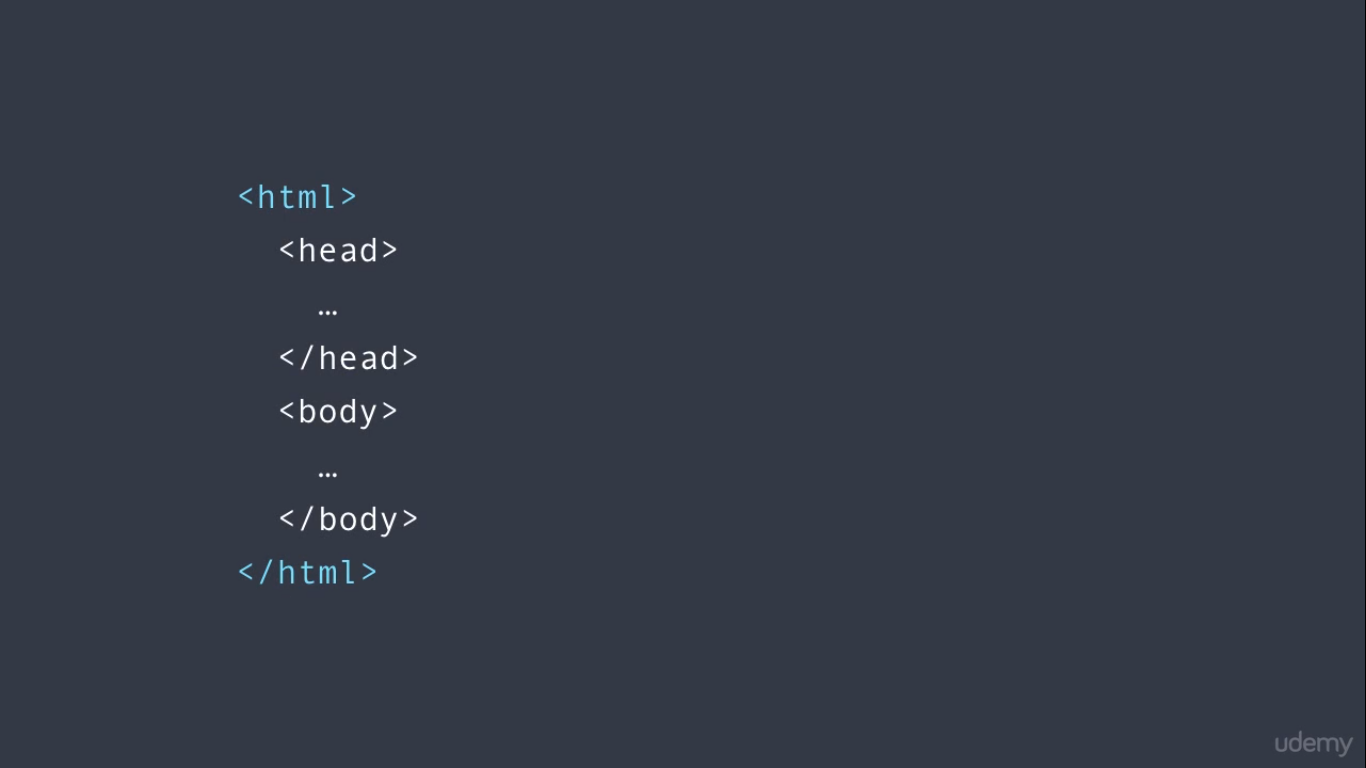 <html>
<head>
…
</head>
<body>
…
</body>
</html>
udemy